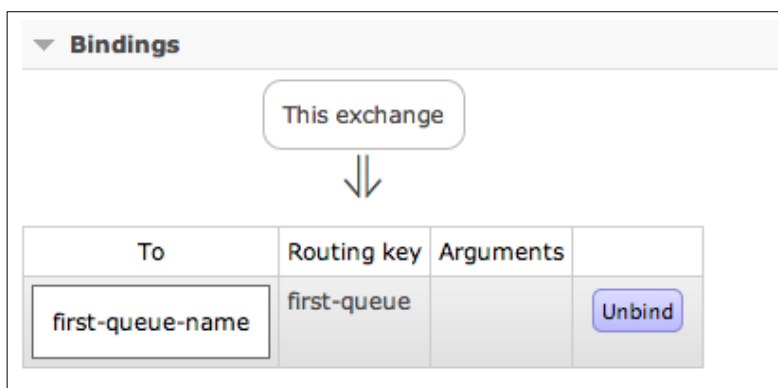 Bindings
This exchange
To Routing key Arguments
first-queue-name first-queue Unbind